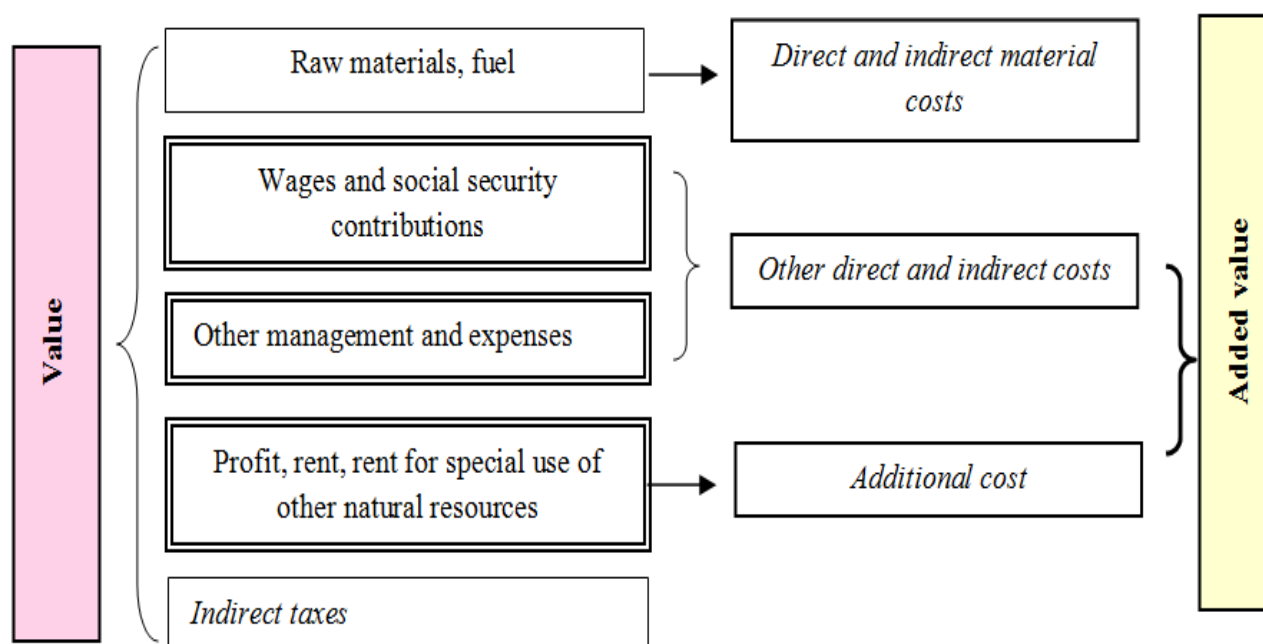 Value
Raw materials, fuel
Direct and indirect material
costs
Wages and social security
contributions
Other direct and indirect costs
Other management and expenses
Profit, rent, rent for special use of
other natural resources
Additional cost
Indirect taxes
Added value